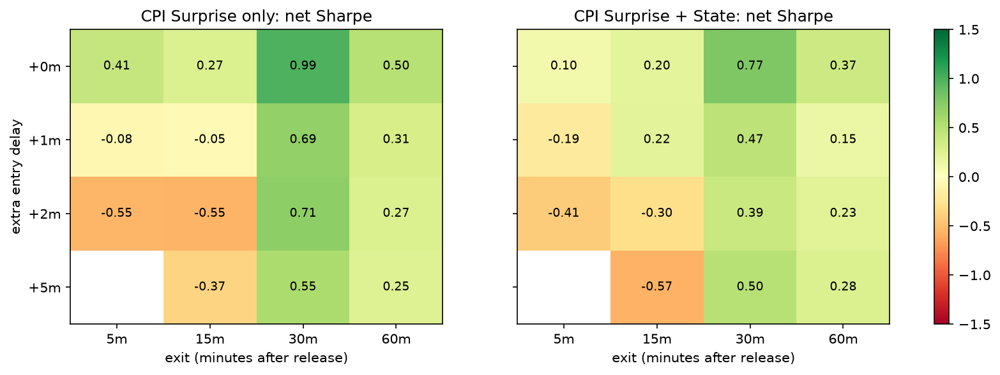 CPI Surprise only: net Sharpe
CPI Surprise + State: net Sharpe
extra entry delay
+0m
0.41 0.27 0.99 0.50
0.10 0.20 0.77 0.37
+1m
-0.08 -0.05 0.69 0.31
-0.19 0.22 0.47 0.15
+2m
-0.55 -0.55 0.71 0.27
-0.41 -0.30 0.39 0.23
+5m
-0.37 0.55 0.25
-0.57 0.50 0.28
5m 15m 30m 60m
5m 15m 30m 60m
exit (minutes after release)
exit (minutes after release)
1.5
1.0
0.5
0.0
−0.5
−1.0
−1.5